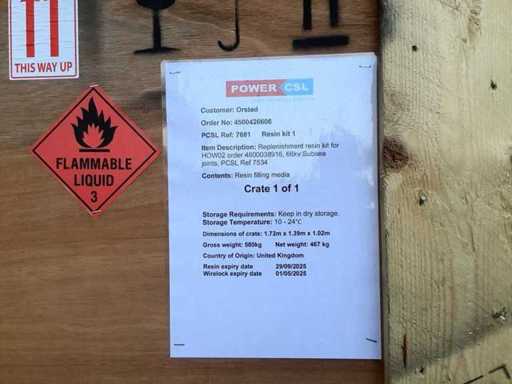 THIS WAY UP
FLAMMABLE
LIQUID
3
POWER CSL
Customer: Orsted
Order No: 4500426606
PCSL Ref: 7681 Resin kit 1
Item Description: Replenishment resin kit for
HOW02 order 4600038916, 66kv Subsea
joints, PCSL Ref 7534
Contents: Resin filling media
Crate 1 of 1
Storage Requirements: Keep in dry storage.
Storage Temperature: 10 - 24°C
Dimensions of crate: 1.72m x 1.39m x 1.02m
Gross weight: 580kg Net weight: 467 kg
Country of Origin: United Kingdom
Resin expiry date 29/09/2025
Wirelock expiry date 01/05/2025